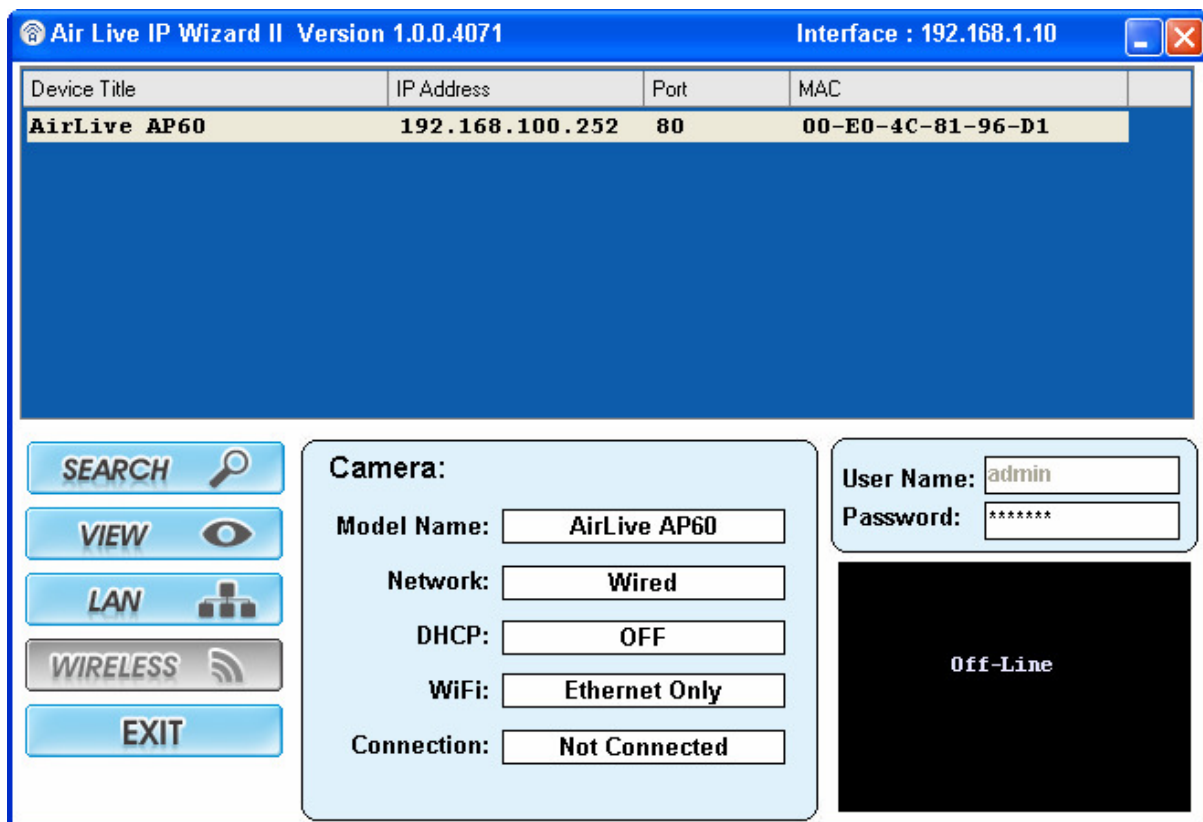 Air Live IP Wizard II Version 1.0.0.4071 Interface : 192.168.1.10
Device Title IP Address Port MAC
AirLive AP60 192.168.100.252 80 00-E0-4C-81-96-D1
SEARCH
VIEW
LAN
WIRELESS
EXIT
Camera:
Model Name: AirLive AP60
Network: Wired
DHCP: OFF
WiFi: Ethernet Only
Connection: Not Connected
User Name: admin
Password: *******
Off-Line